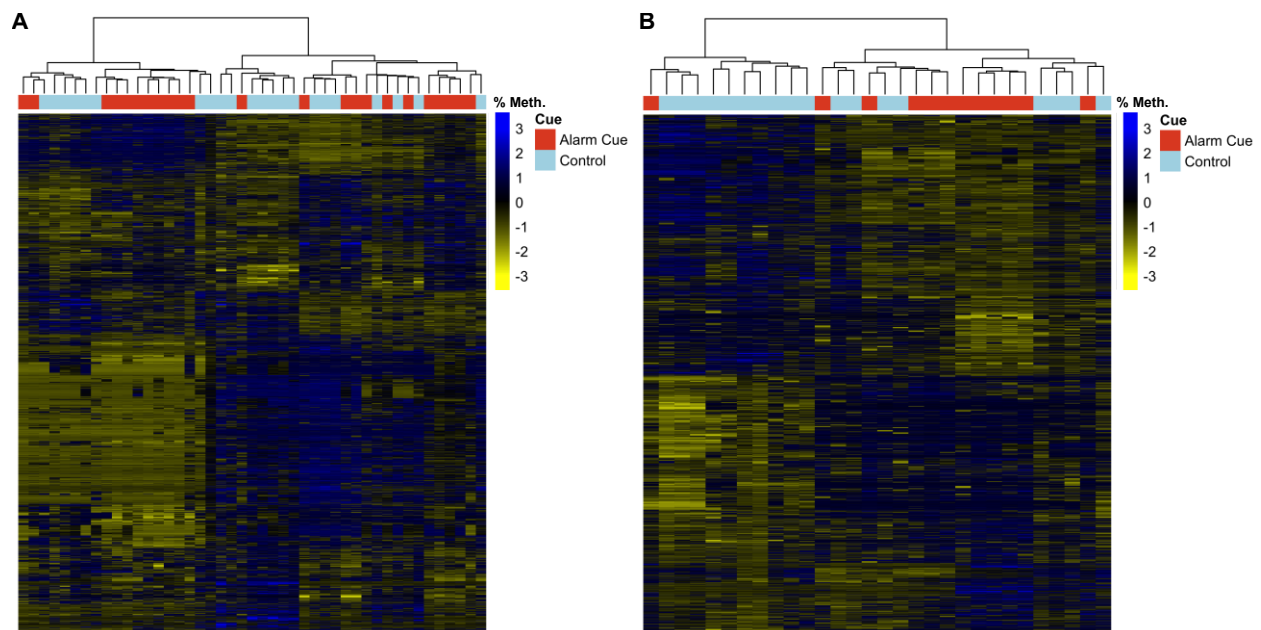 A
% Meth.
3
2
1
0
-1
-2
-3
Cue
Alarm Cue
Control
B
% Meth.
3
2
1
0
-1
-2
-3
Cue
Alarm Cue
Control